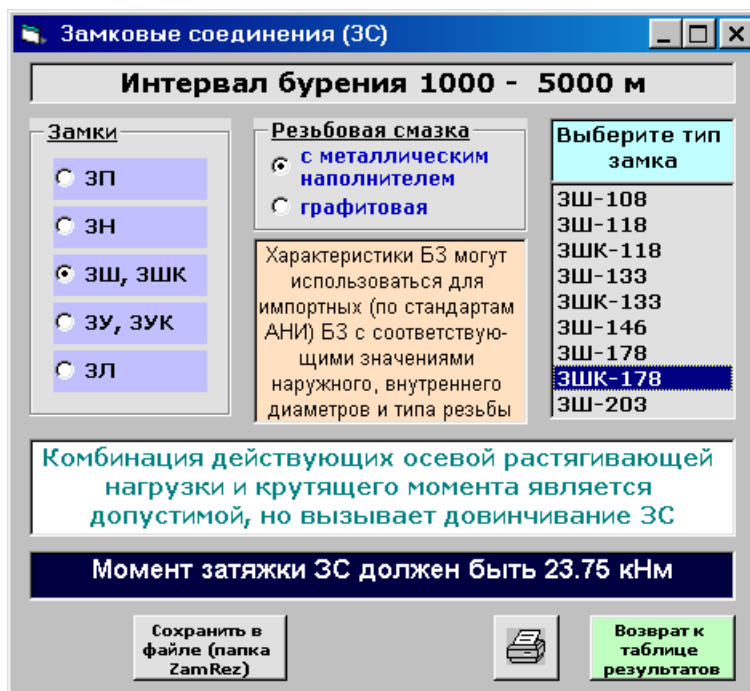 Замковые соединения (ЗС)
Интервал бурения 1000 - 5000 м
Замки
ЗП
ЗН
ЗШ, ЗШК
ЗУ, ЗУК
ЗЛ
Резьбовая смазка
с металлическим
наполнителем
графитовая
Характеристики БЗ могут
использоваться для
импортных (по стандартам
АНИ) БЗ с соответствую-
щими значениями
наружного, внутреннего
диаметров и типа резьбы
Выберите тип
замка
ЗШ-108
ЗШ-118
ЗШК-118
ЗШ-133
ЗШК-133
ЗШ-146
ЗШ-178
ЗШК-178
ЗШ-203
Комбинация действующих осевой растягивающей
нагрузки и крутящего момента является
допустимой, но вызывает довинчивание ЗС
Момент затяжки ЗС должен быть 23.75 кНм
Сохранить в
файле (папка
ZamRez)
Возврат к
таблице
результатов